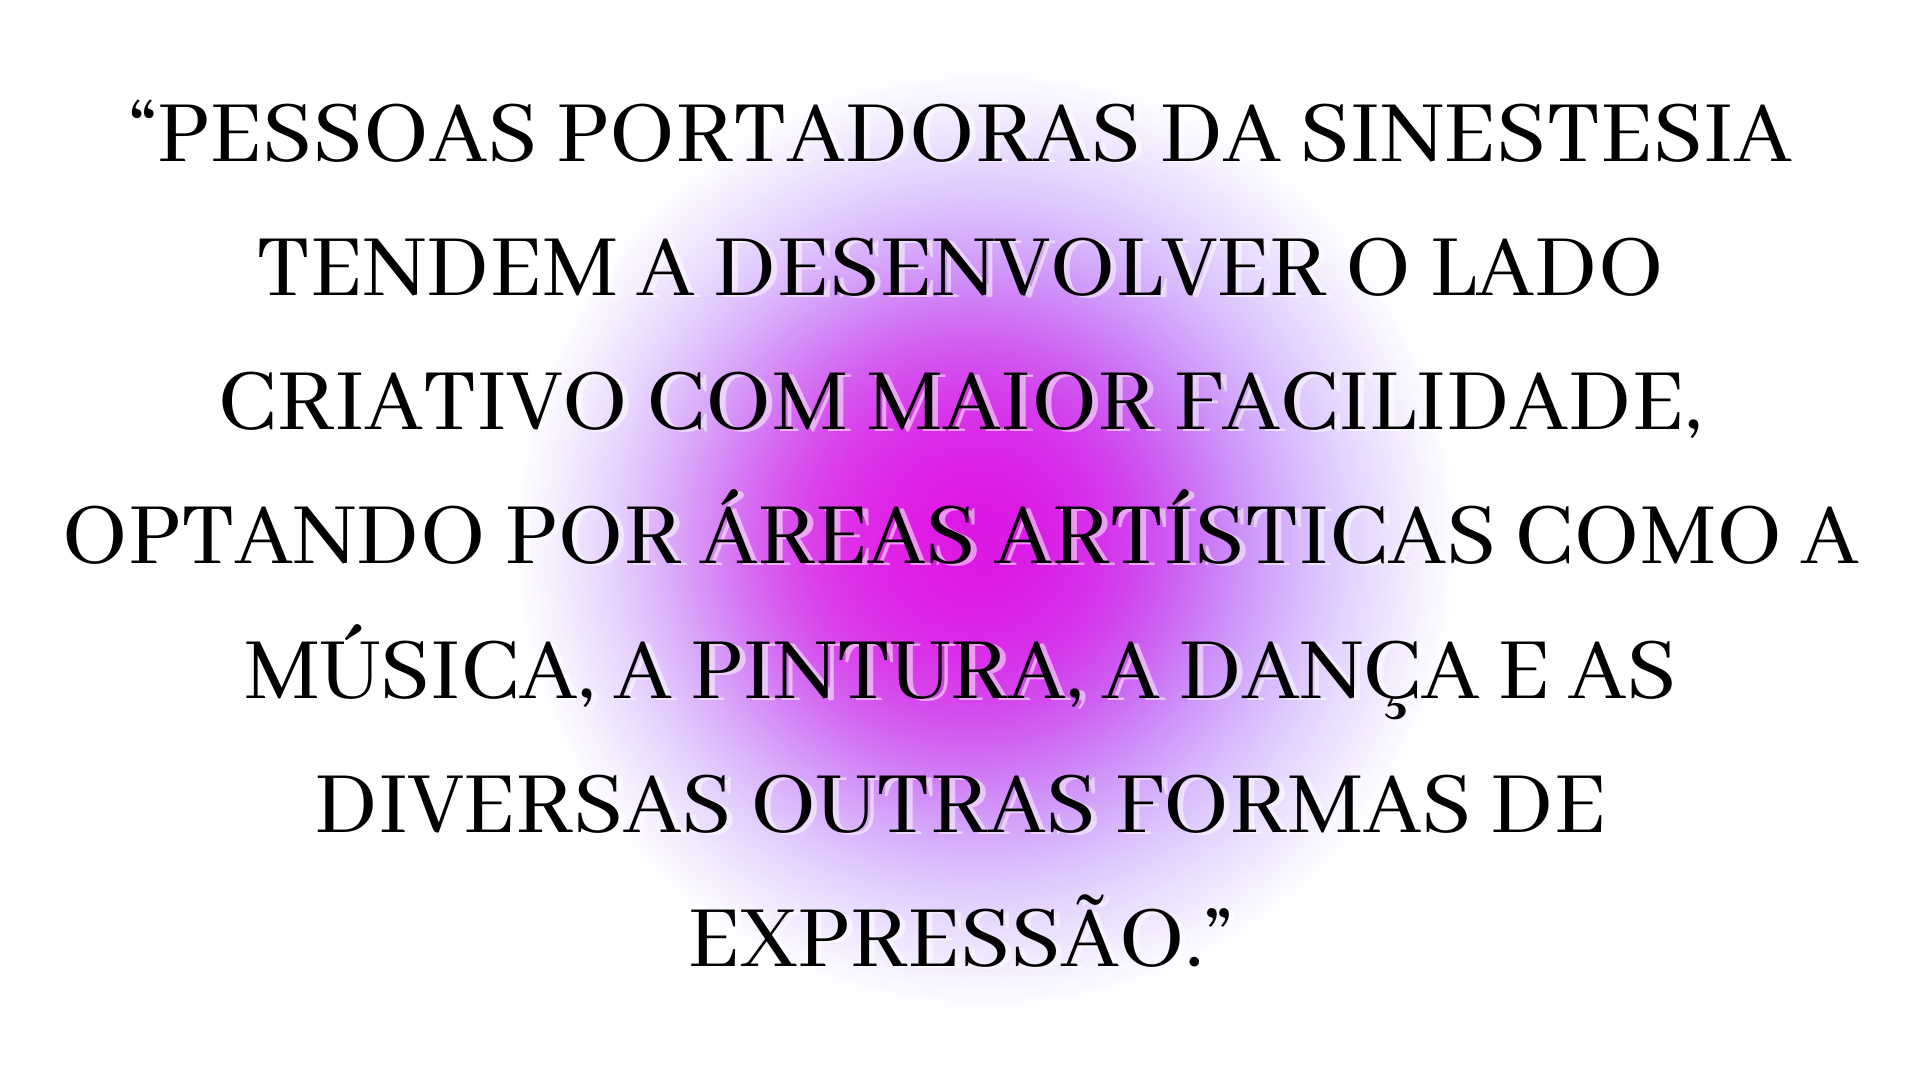 “PESSOAS PORTADORAS DA SINESTESIA
TENDEM A DESENVOLVER O LADO
CRIATIVO COM MAIOR FACILIDADE,
OPTANDO POR ÁREAS ARTÍSTICAS COMO A
MÚSICA, A PINTURA, A DANÇA E AS
DIVERSAS OUTRAS FORMAS DE
EXPRESSÃO.”